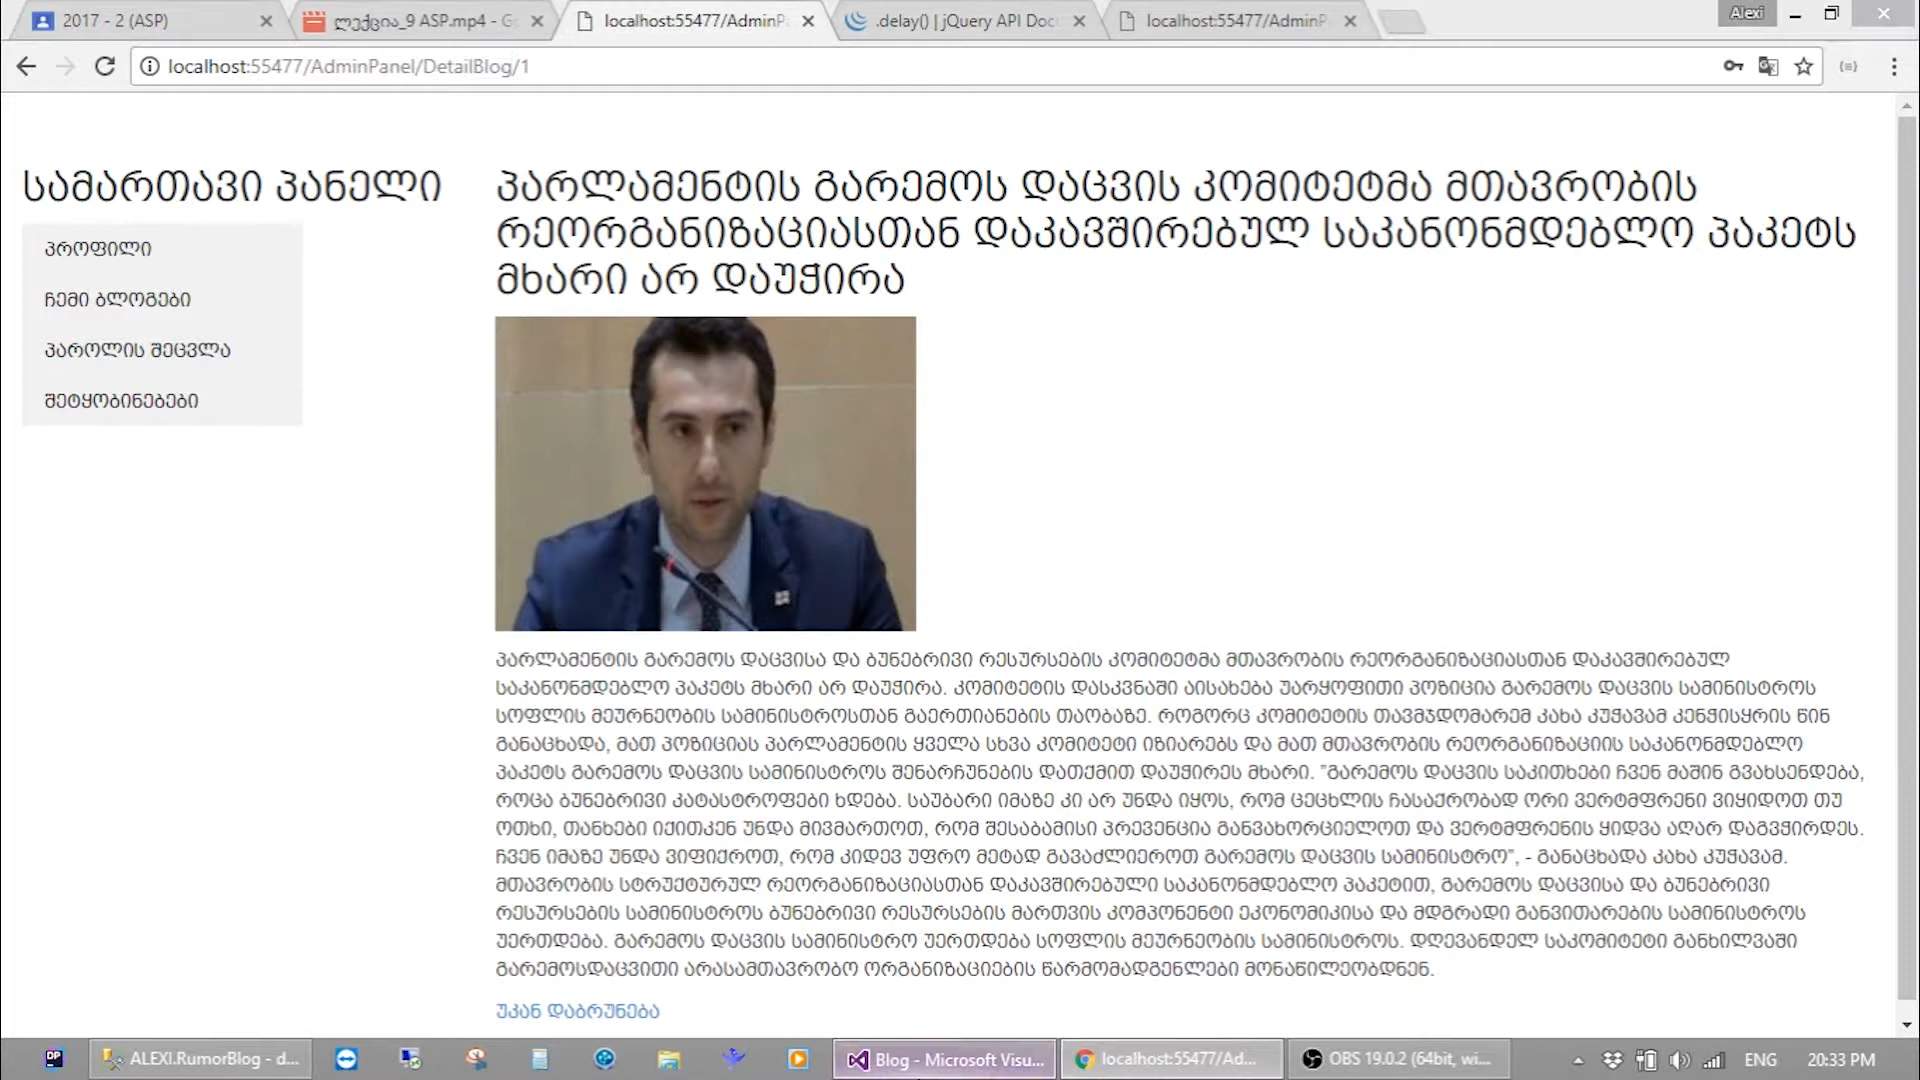 2017 - 2 (ASP)
ლექცია_9 ASP.mp4 - Go
localhost:55477/AdminPa
.delay() | jQuery API Docu
localhost:55477/AdminP
Alexi
localhost:55477/AdminPanel/DetailBlog/1
სამართავი პანელი
პროფილი
ჩემი ბლოგები
პაროლის შეცვლა
შეტყობინებები
პარლამენტის გარემოს დაცვის კომიტეტმა მთავრობის
რეორგანიზაციასთან დაკავშირებულ საკანონმდებლო პაკეტს
მხარი არ დაუჭირა
პარლამენტის გარემოს დაცვისა და ბუნებრივი რესურსების კომიტეტმა მთავრობის რეორგანიზაციასთან დაკავშირებულ
საკანონმდებლო პაკეტს მხარი არ დაუჭირა. კომიტეტის დასკვნაში აისახება უარყოფითი პოზიცია გარემოს დაცვის სამინისტროს
სოფლის მეურნეობის სამინისტროსთან გაერთიანების თაობაზე. როგორც კომიტეტის თავმჯდომარემ კახა კუჭავამ კენჭისყრის წინ
განაცხადა, მათ პოზიციას პარლამენტის ყველა სხვა კომიტეტი იზიარებს და მათ მთავრობის რეორგანიზაციის საკანონმდებლო
პაკეტს გარემოს დაცვის სამინისტროს შენარჩუნების დათქმით დაუჭირეს მხარი. "გარემოს დაცვის საკითხები ჩვენ მაშინ გვახსენდება,
როცა ბუნებრივი კატასტროფები ხდება. საუბარი იმაზე კი არ უნდა იყოს, რომ ცეცხლის ჩასაქრობად ორი ვერტმფრენი ვიყიდოთ თუ
ოთხი, თანხები იქითკენ უნდა მივმართოთ, რომ შესაბამისი პრევენცია განვახორციელოთ და ვერტმფრენის ყიდვა აღარ დაგვჭირდეს.
ჩვენ იმაზე უნდა ვიფიქროთ, რომ კიდევ უფრო მეტად გავაძლიეროთ გარემოს დაცვის სამინისტრო", - განაცხადა კახა კუჭავამ.
მთავრობის სტრუქტურულ რეორგანიზაციასთან დაკავშირებული საკანონმდებლო პაკეტით, გარემოს დაცვისა და ბუნებრივი
რესურსების სამინისტროს ბუნებრივი რესურსების მართვის კომპონენტი ეკონომიკისა და მდგრადი განვითარების სამინისტროს
უერთდება. გარემოს დაცვის სამინისტრო უერთდება სოფლის მეურნეობის სამინისტროს. დღევანდელ საკომიტეტი განხილვაში
გარემოსდაცვითი არასამთავრობო ორგანიზაციების წარმომადგენლები მონაწილეობდნენ.
უკან დაბრუნება
ALEXI.RumorBlog - d...
Blog - Microsoft Visu...
localhost:55477/Ad...
OBS 19.0.2 (64bit, wi...
ENG
20:33 PM